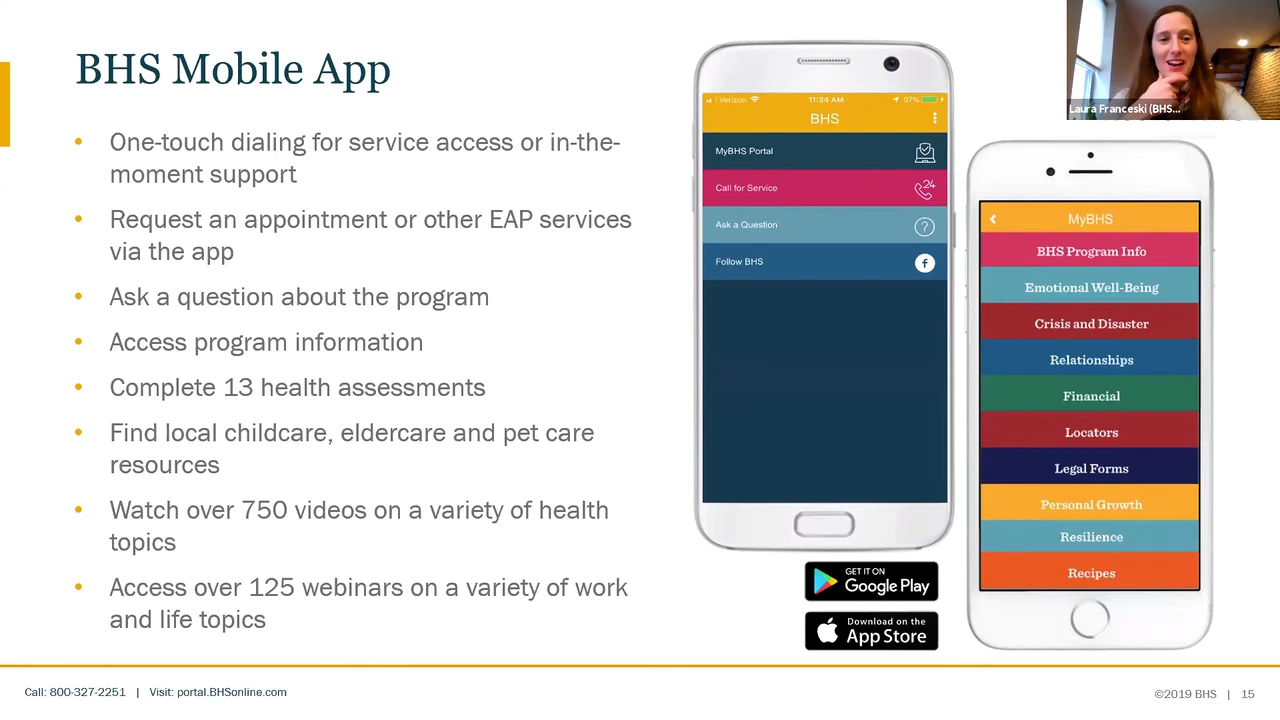 BHS Mobile App
• One-touch dialing for service access or in-the-
moment support
• Request an appointment or other EAP services
via the app
• Ask a question about the program
• Access program information
• Complete 13 health assessments
• Find local childcare, eldercare and pet care
resources
• Watch over 750 videos on a variety of health
topics
• Access over 125 webinars on a variety of work
and life topics
Verizon 11:34 AM 97%
BHS
MyBHS Portal
Call for Service 24
Ask a Question ?
Follow BHS f
GET IT ON
Google Play
Download on the
App Store
Laura Franceski (BHS...
MyBHS
BHS Program Info
Emotional Well-Being
Crisis and Disaster
Relationships
Financial
Locators
Legal Forms
Personal Growth
Resilience
Recipes
Call: 800-327-2251 | Visit: portal.BHSonline.com
©2019 BHS | 15